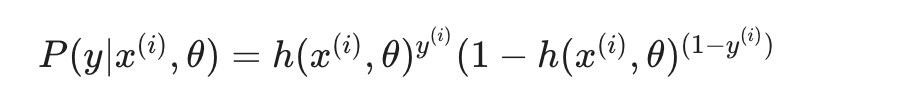 P(y|x^{(i)}, θ) = h(x^{(i)}, θ)^{y^{(i)}} (1 − h(x^{(i)}, θ)^{(1−y^{(i)})}